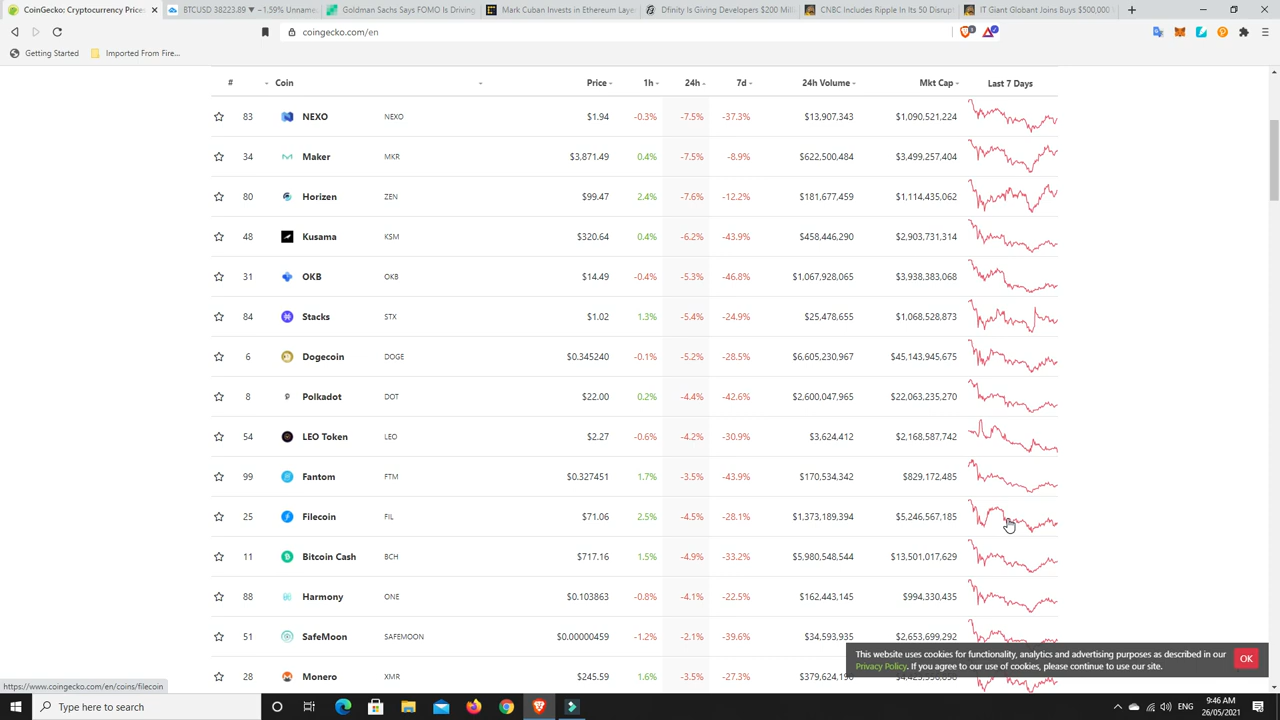 CoinGecko: Cryptocurrency Price
BTCUSD 38223.89 ▼ −1.59% Unname
Goldman Sachs Says FOMO Is Driving
Mark Cuban Invests in Ethereum Laye
Dfinity Is Giving Developers $200 Mill
CNBC Includes Ripple In Its 50 Disrupt
IT Giant Globant Joins Buys $500,000
coingecko.com/en
Getting Started
Imported From Fire...
# Coin Price 1h 24h 7d 24h Volume Mkt Cap Last 7 Days
83 NEXO NEXO $1.94 -0.3% -7.5% -37.3% $13,907,343 $1,090,521,224
34 Maker MKR $3,871.49 0.4% -7.5% -8.9% $622,500,484 $3,499,257,404
80 Horizen ZEN $99.47 2.4% -7.6% -12.2% $181,677,459 $1,114,435,062
48 Kusama KSM $320.64 0.4% -6.2% -43.9% $458,446,290 $2,903,731,314
31 OKB OKB $14.49 -0.4% -5.3% -46.8% $1,067,928,065 $3,938,383,068
84 Stacks STX $1.02 1.3% -5.4% -24.9% $25,478,655 $1,068,528,873
6 Dogecoin DOGE $0.345240 -0.1% -5.2% -28.5% $6,605,230,967 $45,143,945,675
8 Polkadot DOT $22.00 0.2% -4.4% -42.6% $2,600,047,965 $22,063,235,270
54 LEO Token LEO $2.27 -0.6% -4.2% -30.9% $3,624,412 $2,168,587,742
99 Fantom FTM $0.327451 1.7% -3.5% -43.9% $170,534,342 $829,172,485
25 Filecoin FIL $71.06 2.5% -4.5% -28.1% $1,373,189,394 $5,246,567,185
11 Bitcoin Cash BCH $717.16 1.5% -4.9% -33.2% $5,980,548,544 $13,501,017,629
88 Harmony ONE $0.103863 -0.8% -4.1% -22.5% $162,443,145 $994,330,435
51 SafeMoon SAFEMOON $0.00000459 -1.2% -2.1% -39.6% $34,593,935 $2,653,699,292
28 Monero XMR $245.59 1.6% -3.5% -27.3%
This website uses cookies for functionality, analytics and advertising purposes as described in our
Privacy Policy. If you agree to our use of cookies, please continue to use our site.
OK
https://www.coingecko.com/en/coins/filecoin
Type here to search
ENG
9:46 AM
26/05/2021